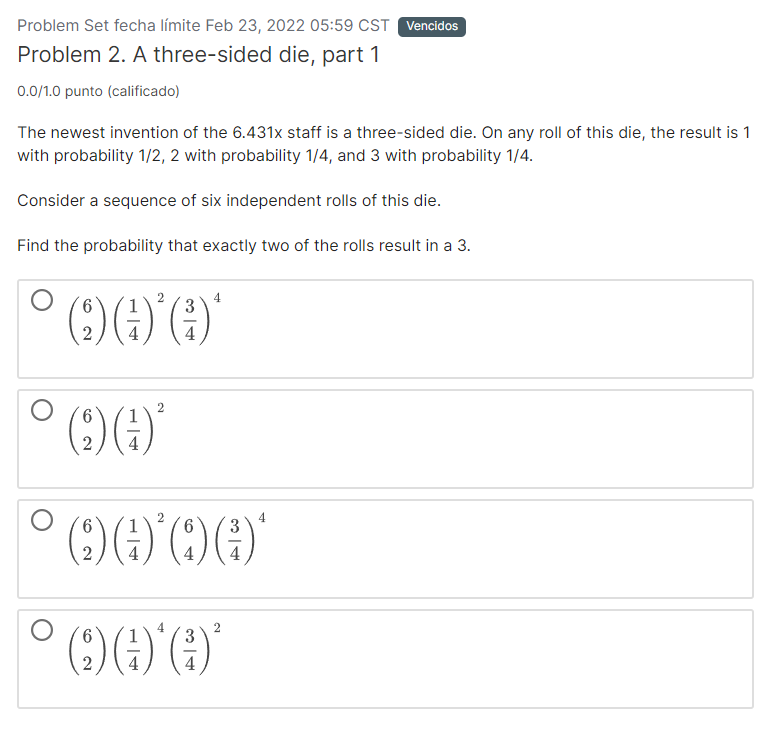 Problem Set fecha límite Feb 23, 2022 05:59 CST Vencidos
Problem 2. A three-sided die, part 1
0.0/1.0 punto (calificado)
The newest invention of the 6.431x staff is a three-sided die. On any roll of this die, the result is 1
with probability 1/2, 2 with probability 1/4, and 3 with probability 1/4.
Consider a sequence of six independent rolls of this die.
Find the probability that exactly two of the rolls result in a 3.
$\binom{6}{2}\left(\frac{1}{4}\right)^2\left(\frac{3}{4}\right)^4$
$\binom{6}{2}\left(\frac{1}{4}\right)^2$
$\binom{6}{2}\left(\frac{1}{4}\right)^2\binom{6}{4}\left(\frac{3}{4}\right)^4$
$\binom{6}{2}\left(\frac{1}{4}\right)^4\left(\frac{3}{4}\right)^2$